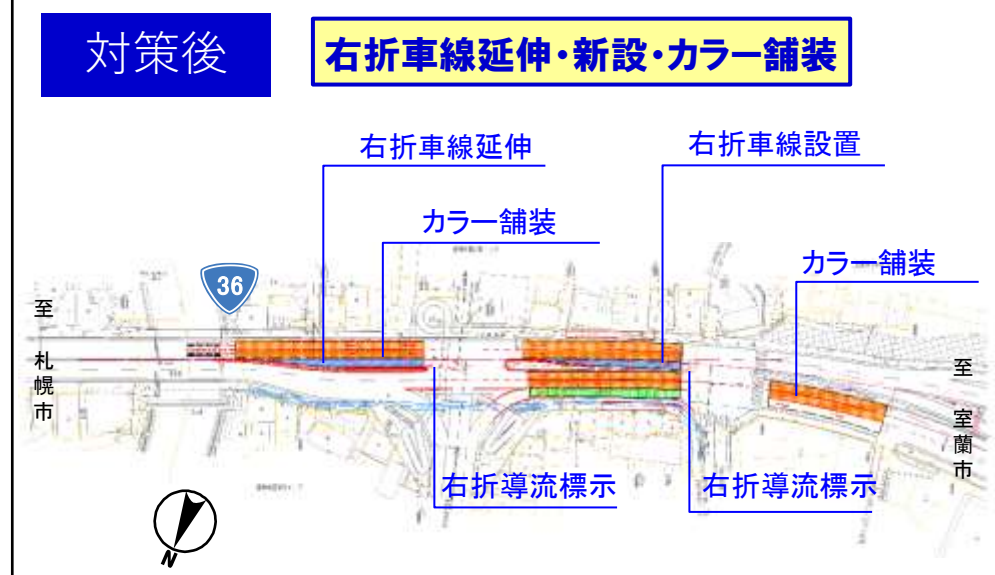 対策後
右折車線延伸・新設・カラー舗装
右折車線延伸
右折車線設置
カラー舗装
カラー舗装
36
至 札幌市
至 室蘭市
右折導流標示
右折導流標示
N